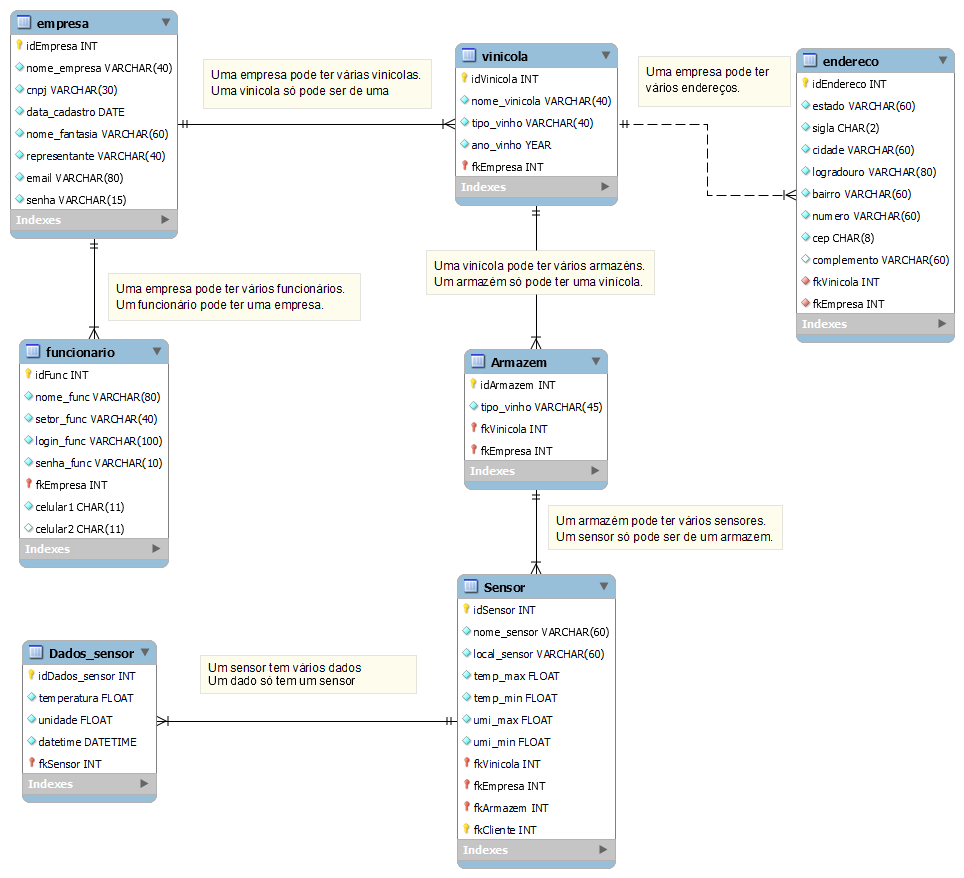 empresa
idEmpresa INT
nome_empresa VARCHAR(40)
cnpj VARCHAR(30)
data_cadastro DATE
nome_fantasia VARCHAR(60)
representante VARCHAR(40)
email VARCHAR(80)
senha VARCHAR(15)
Indexes
Uma empresa pode ter várias vinicolas.
Uma vinicola só pode ser de uma
vinicola
idVinicola INT
nome_vinicola VARCHAR(40)
tipo_vinho VARCHAR(40)
ano_vinho YEAR
fkEmpresa INT
Indexes
Uma empresa pode ter
vários endereços.
endereco
idEndereco INT
estado VARCHAR(60)
sigla CHAR(2)
cidade VARCHAR(60)
logradouro VARCHAR(80)
bairro VARCHAR(60)
numero VARCHAR(60)
cep CHAR(8)
complemento VARCHAR(60)
fkVinicola INT
fkEmpresa INT
Indexes
Uma empresa pode ter vários funcionários.
Um funcionário pode ter uma empresa.
Uma vinícola pode ter vários armazéns.
Um armazém só pode ter uma vinícola.
funcionario
idFunc INT
nome_func VARCHAR(80)
setor_func VARCHAR(40)
login_func VARCHAR(100)
senha_func VARCHAR(10)
fkEmpresa INT
celular1 CHAR(11)
celular2 CHAR(11)
Indexes
Armazem
idArmazem INT
tipo_vinho VARCHAR(45)
fkVinicola INT
fkEmpresa INT
Indexes
Um armazém pode ter vários sensores.
Um sensor só pode ser de um armazem.
Sensor
idSensor INT
nome_sensor VARCHAR(60)
local_sensor VARCHAR(60)
temp_max FLOAT
temp_min FLOAT
umi_max FLOAT
umi_min FLOAT
fkVinicola INT
fkEmpresa INT
fkArmazem INT
fkCliente INT
Indexes
Um sensor tem vários dados
Um dado só tem um sensor
Dados_sensor
idDados_sensor INT
temperatura FLOAT
unidade FLOAT
datetime DATETIME
fkSensor INT
Indexes